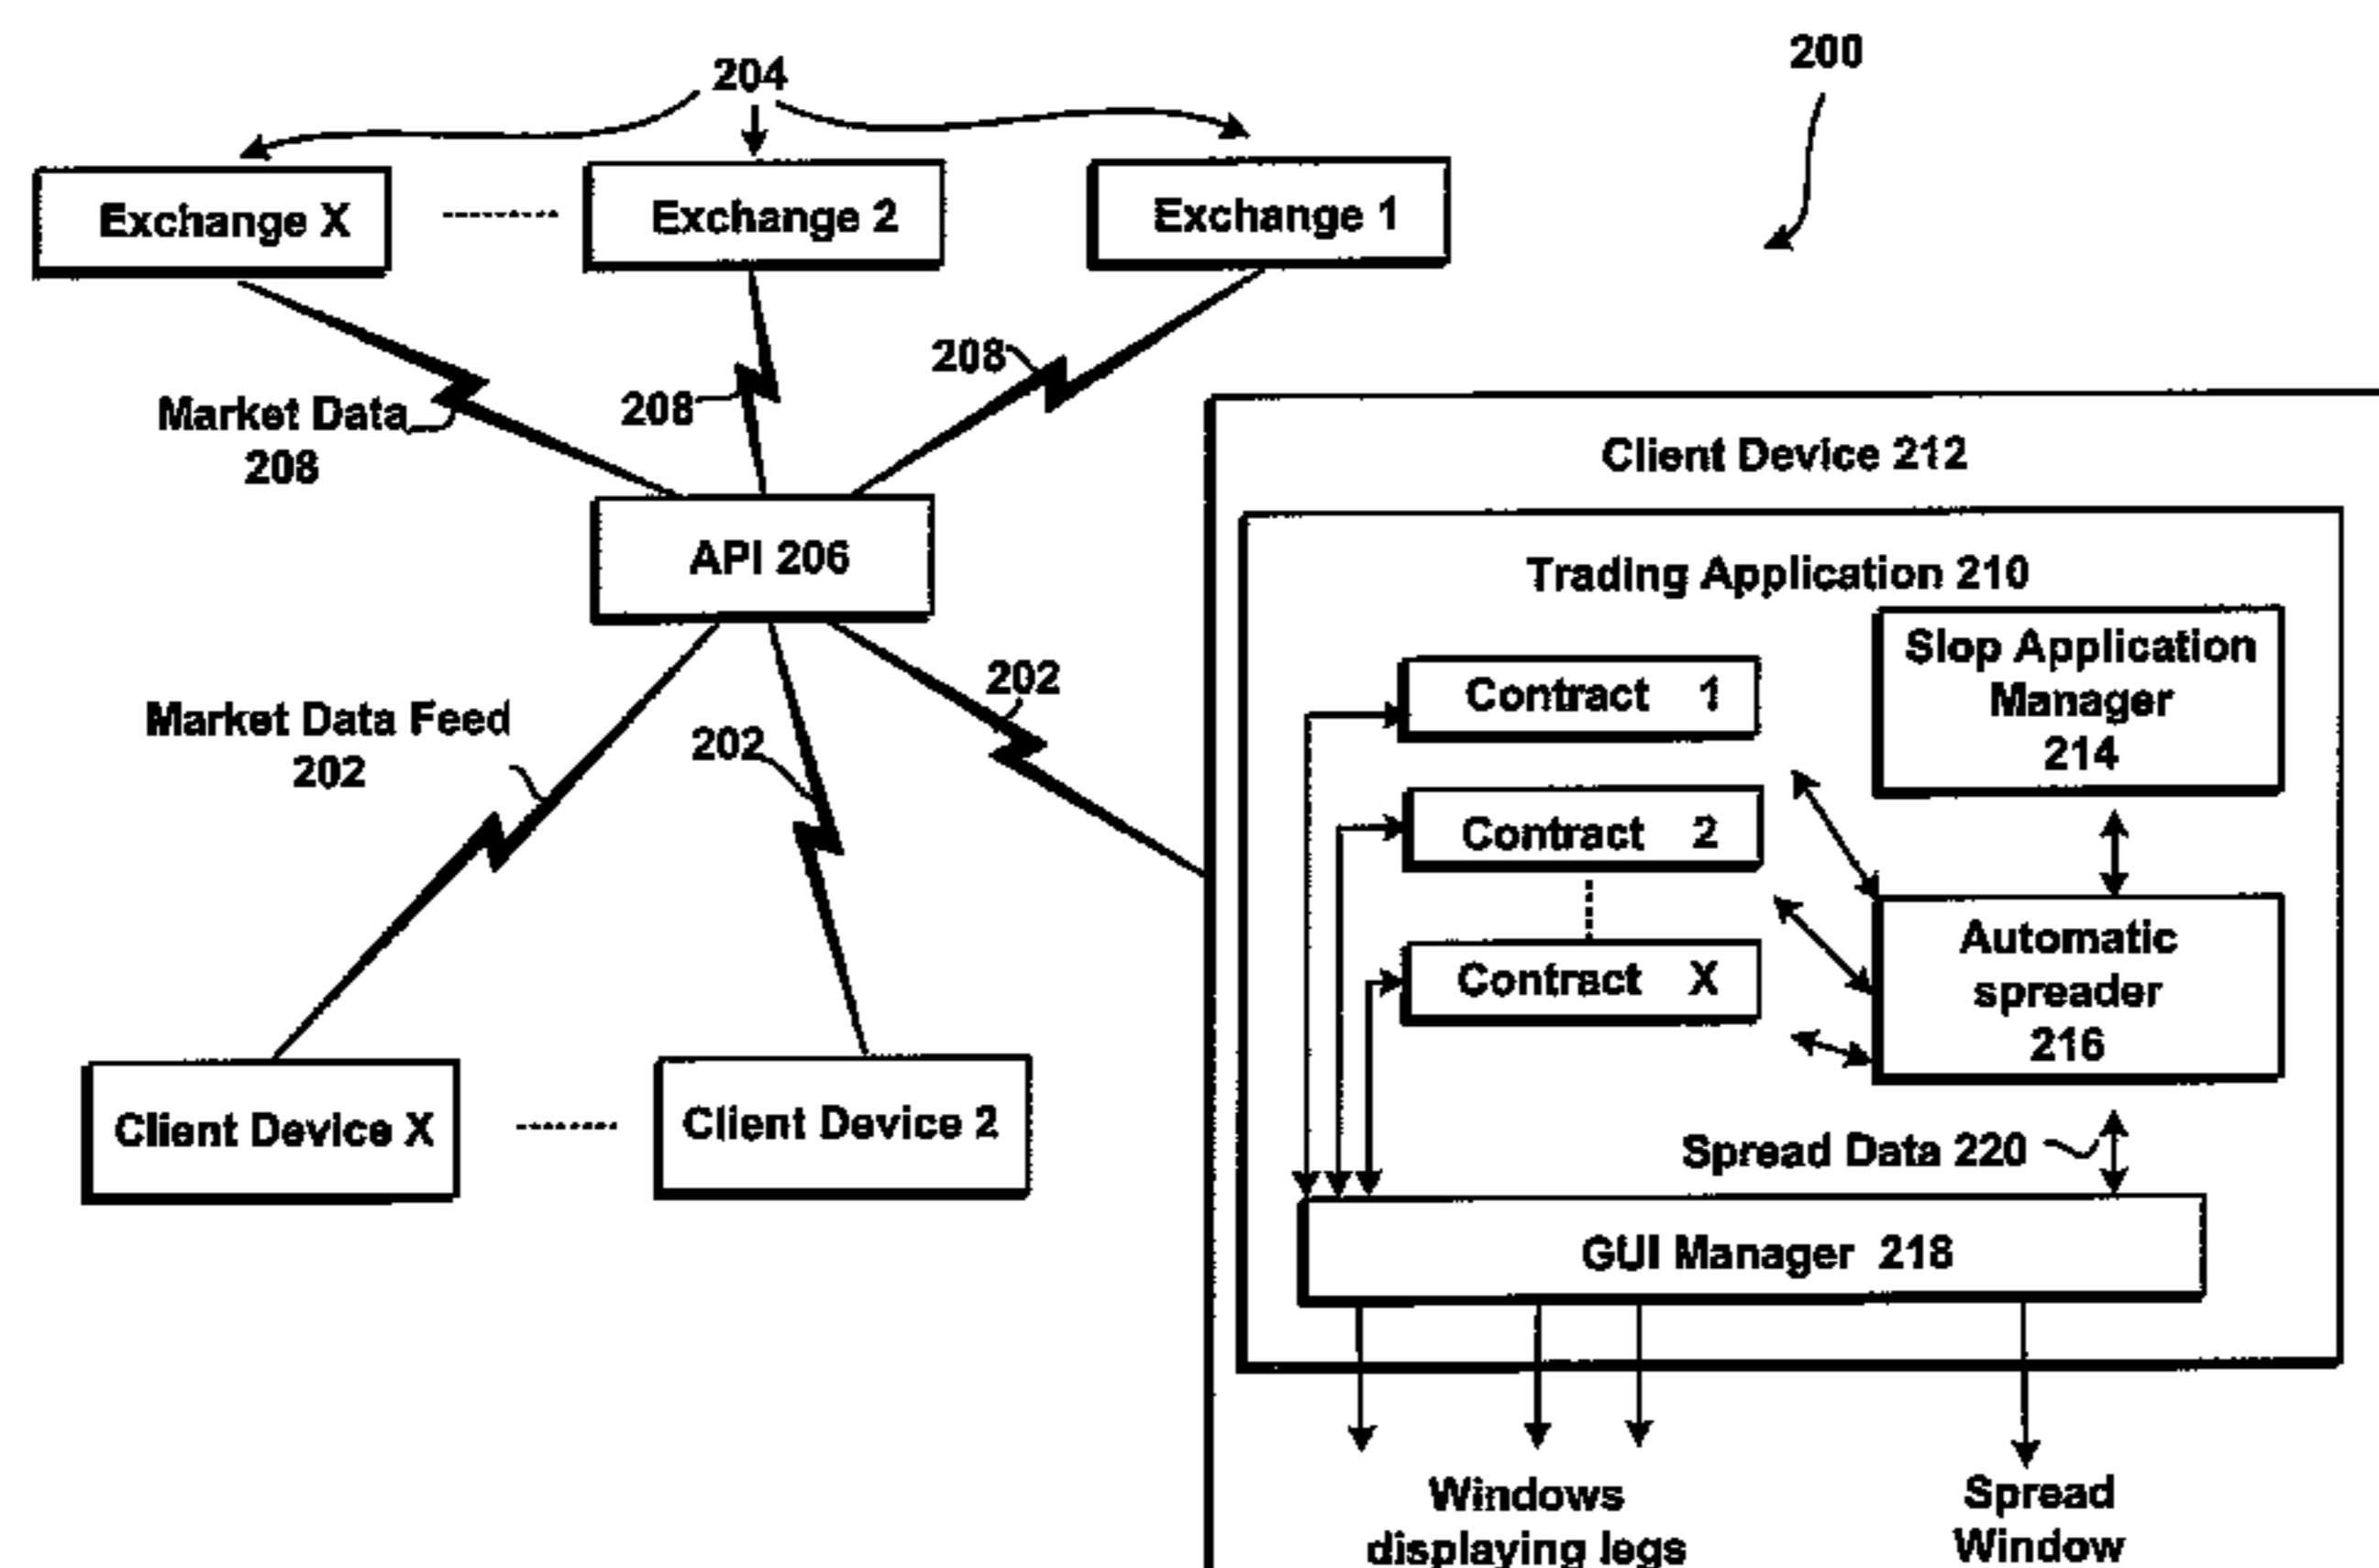 204
200
Exchange X
Exchange 2
Exchange 1
208
208
Market Data
208
Client Device 212
API 206
Trading Application 210
Slop Application
Manager
214
Contract 1
202
Market Data Feed
202
202
Contract 2
Automatic
spreader
216
Contract X
Client Device X
Client Device 2
Spread Data 220
GUI Manager 218
Windows
displaying legs
Spread
Window